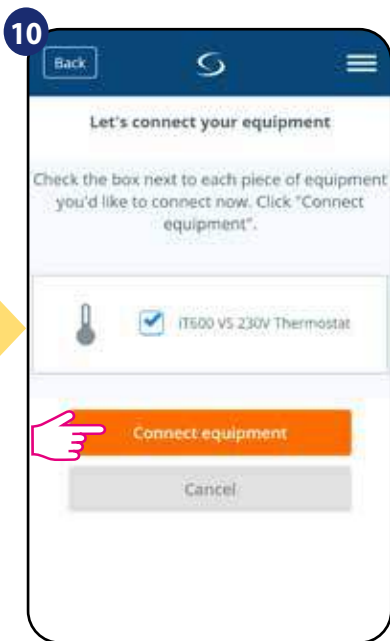 10
Back
Let's connect your equipment
Check the box next to each piece of equipment
you'd like to connect now. Click "Connect
equipment".
iT600 VS 230V Thermostat
Connect equipment
Cancel